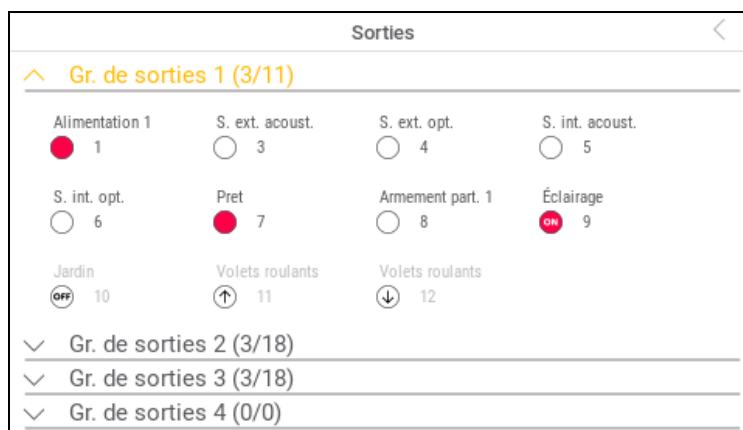 Sorties
Gr. de sorties 1 (3/11)
Alimentation 1 S. ext. acoust. S. ext. opt. S. int. acoust.
1 3 4 5
S. int. opt. Pret Armement part. 1 Éclairage
6 7 8 ON 9
Jardin Volets roulants Volets roulants
OFF 10 11 12
Gr. de sorties 2 (3/18)
Gr. de sorties 3 (3/18)
Gr. de sorties 4 (0/0)